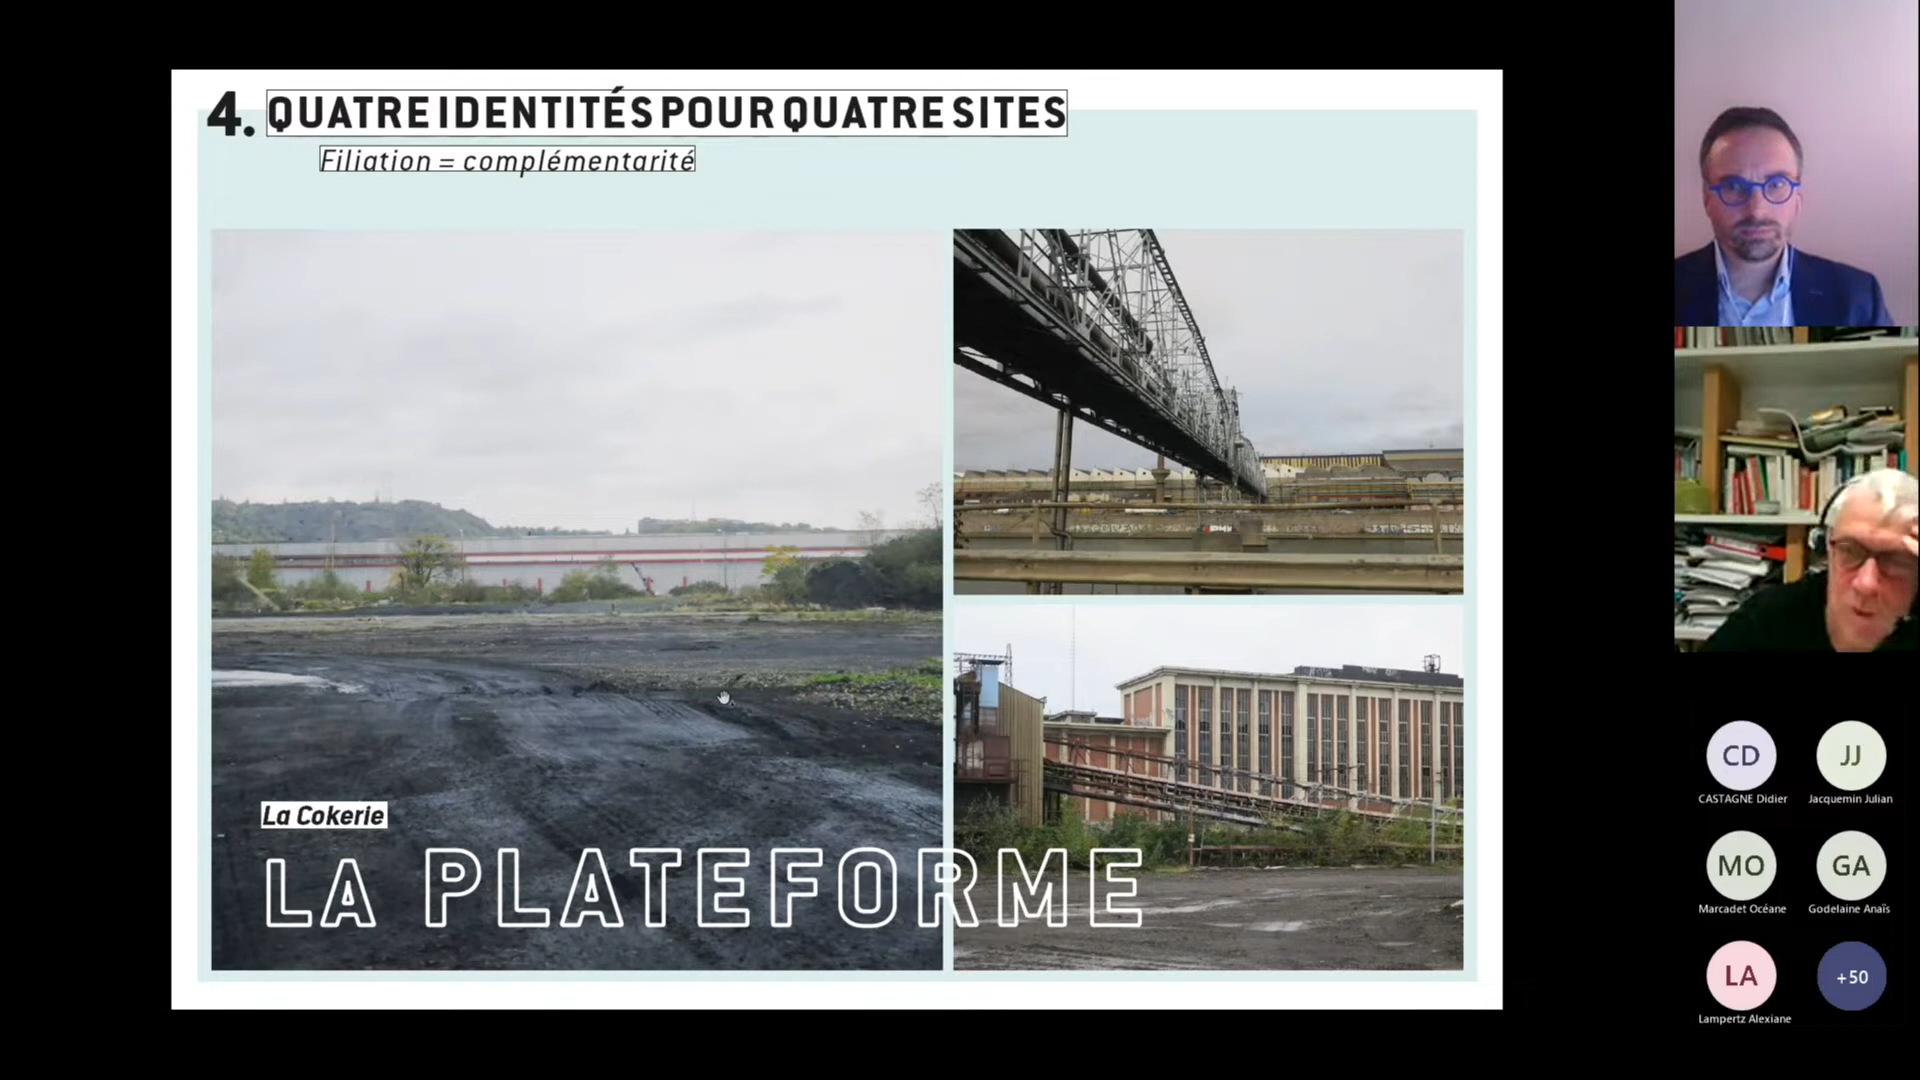 4. QUATRE IDENTITÉS POUR QUATRE SITES
Filiation = complémentarité
La Cokerie
LA PLATEFORME
CD
CASTAGNE Didier
JJ
Jacquemin Julian
MO
Marcadet Océane
GA
Godelaine Anaïs
LA
Lampertz Alexiane
+50